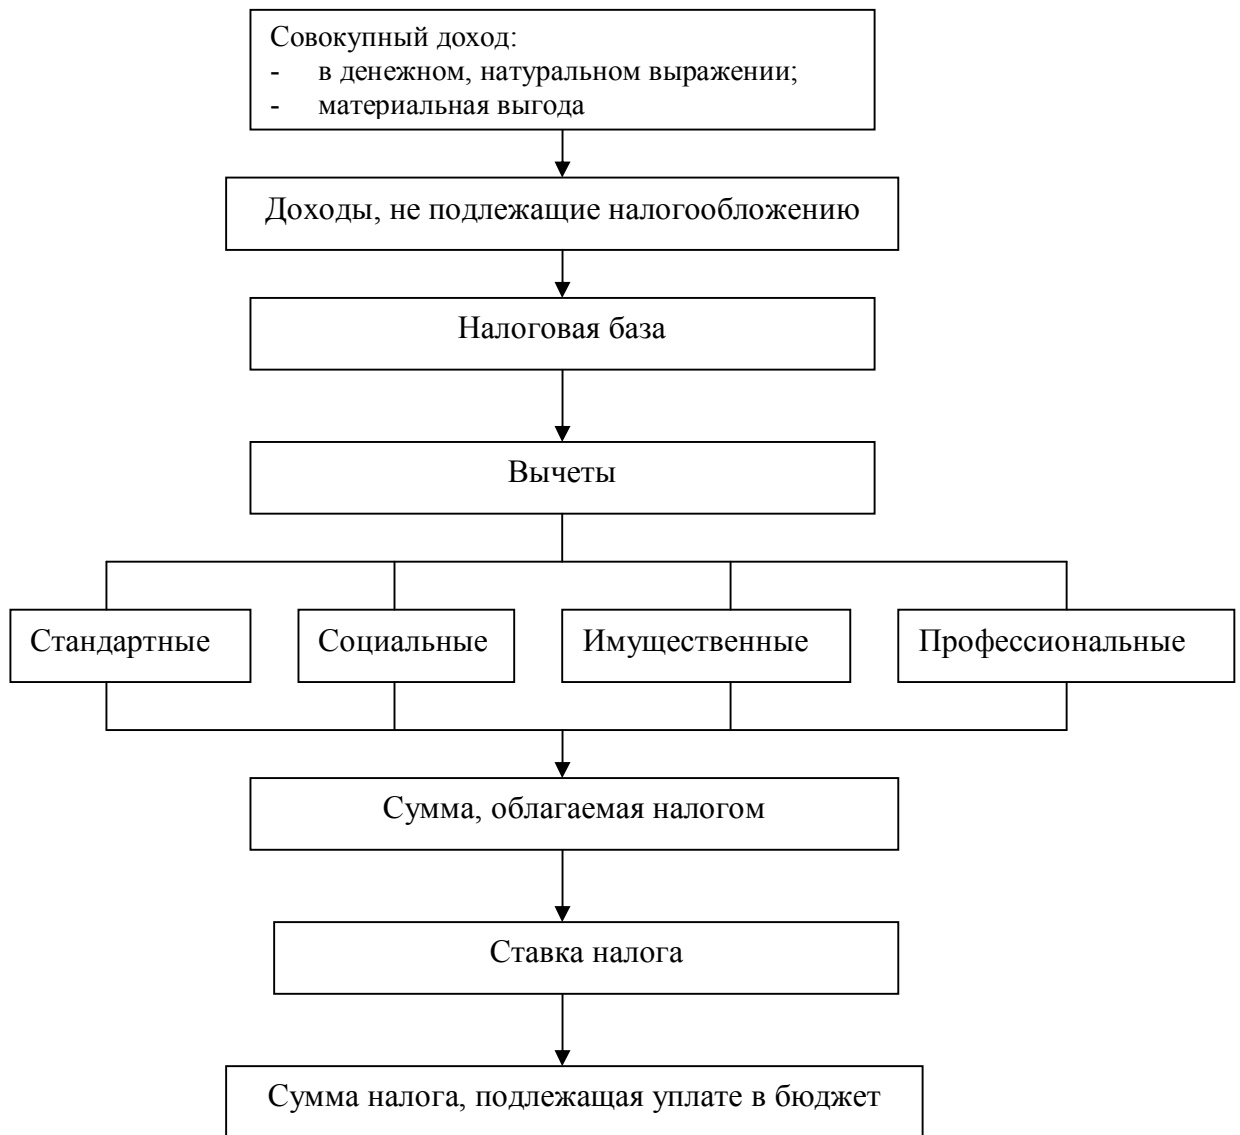 Совокупный доход:
- в денежном, натуральном выражении;
- материальная выгода
Доходы, не подлежащие налогообложению
Налоговая база
Вычеты
Стандартные
Социальные
Имущественные
Профессиональные
Сумма, облагаемая налогом
Ставка налога
Сумма налога, подлежащая уплате в бюджет